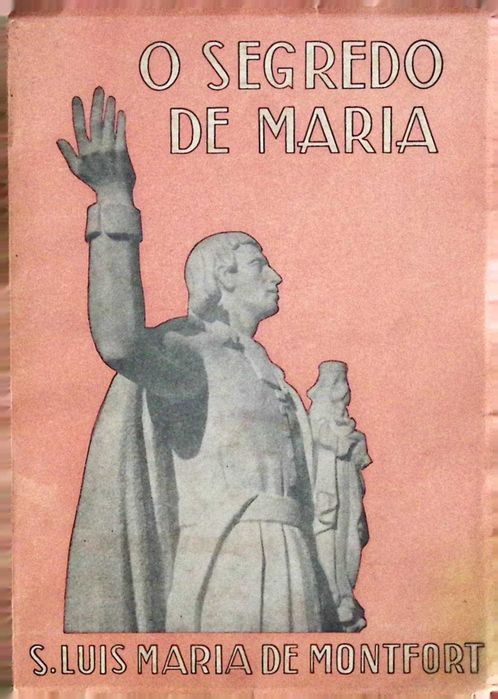 O SEGREDO
DE MARIA
S. LUIS MARIA DE MONTFORT